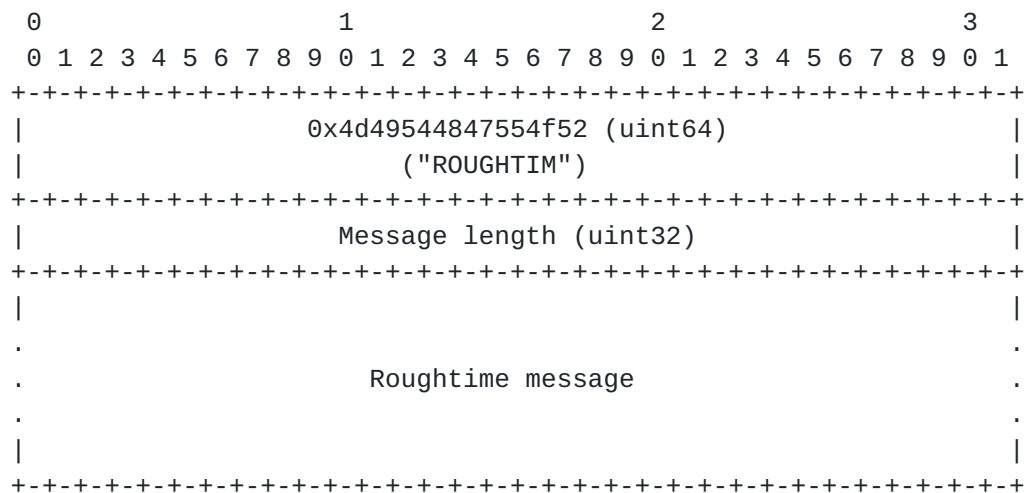 0                   1                   2                   3
0 1 2 3 4 5 6 7 8 9 0 1 2 3 4 5 6 7 8 9 0 1 2 3 4 5 6 7 8 9 0 1
+-+-+-+-+-+-+-+-+-+-+-+-+-+-+-+-+-+-+-+-+-+-+-+-+-+-+-+-+-+-+-+-+
|                  0x4d49544847554f52 (uint64)                  |
|                        ("ROUGHTIM")                           |
+-+-+-+-+-+-+-+-+-+-+-+-+-+-+-+-+-+-+-+-+-+-+-+-+-+-+-+-+-+-+-+-+
|                    Message length (uint32)                    |
+-+-+-+-+-+-+-+-+-+-+-+-+-+-+-+-+-+-+-+-+-+-+-+-+-+-+-+-+-+-+-+-+
|                                                               |
.                                                               .
.                      Roughtime message                        .
.                                                               .
|                                                               |
+-+-+-+-+-+-+-+-+-+-+-+-+-+-+-+-+-+-+-+-+-+-+-+-+-+-+-+-+-+-+-+-+